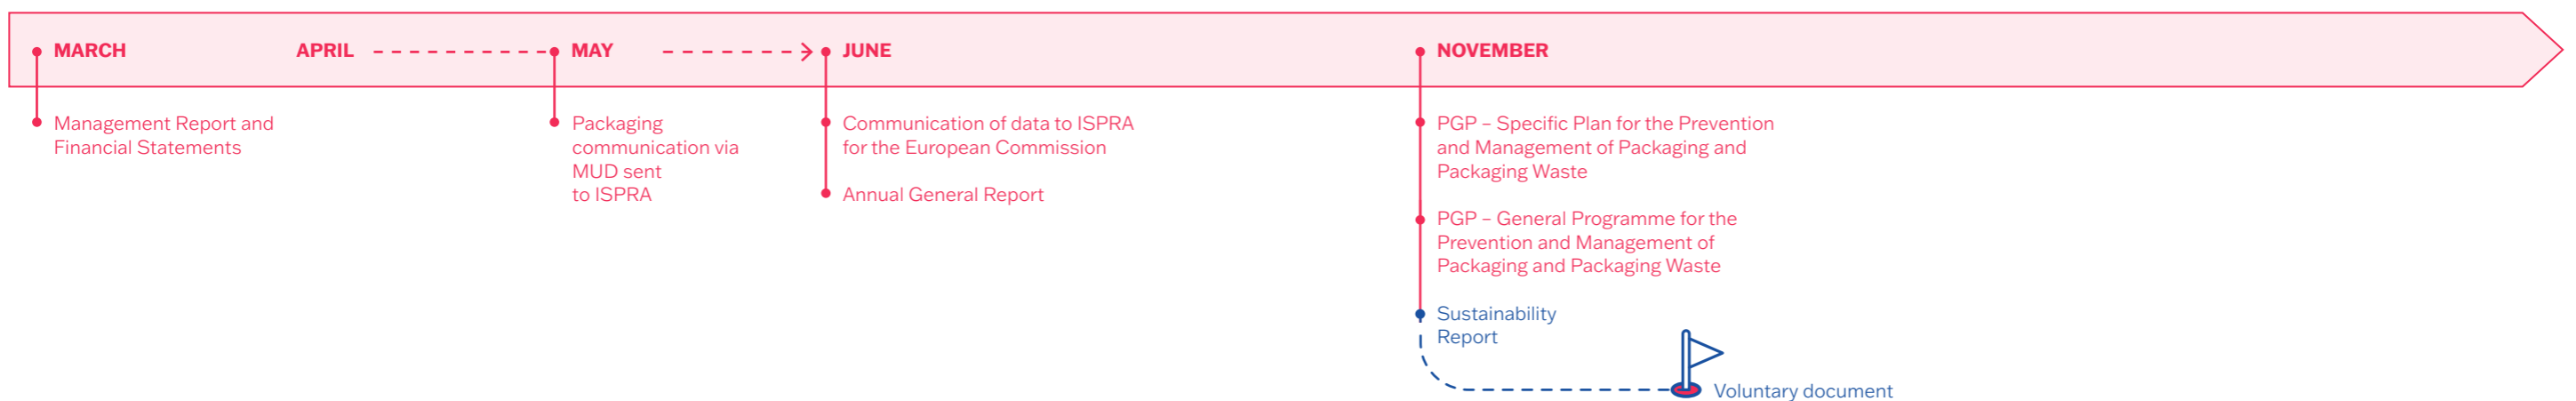 MARCH
APRIL
MAY
JUNE
NOVEMBER
Management Report and
Financial Statements
Packaging
communication via
MUD sent
to ISPRA
Communication of data to ISPRA
for the European Commission
Annual General Report
PGP – Specific Plan for the Prevention
and Management of Packaging and
Packaging Waste
PGP – General Programme for the
Prevention and Management of
Packaging and Packaging Waste
Sustainability
Report
Voluntary document